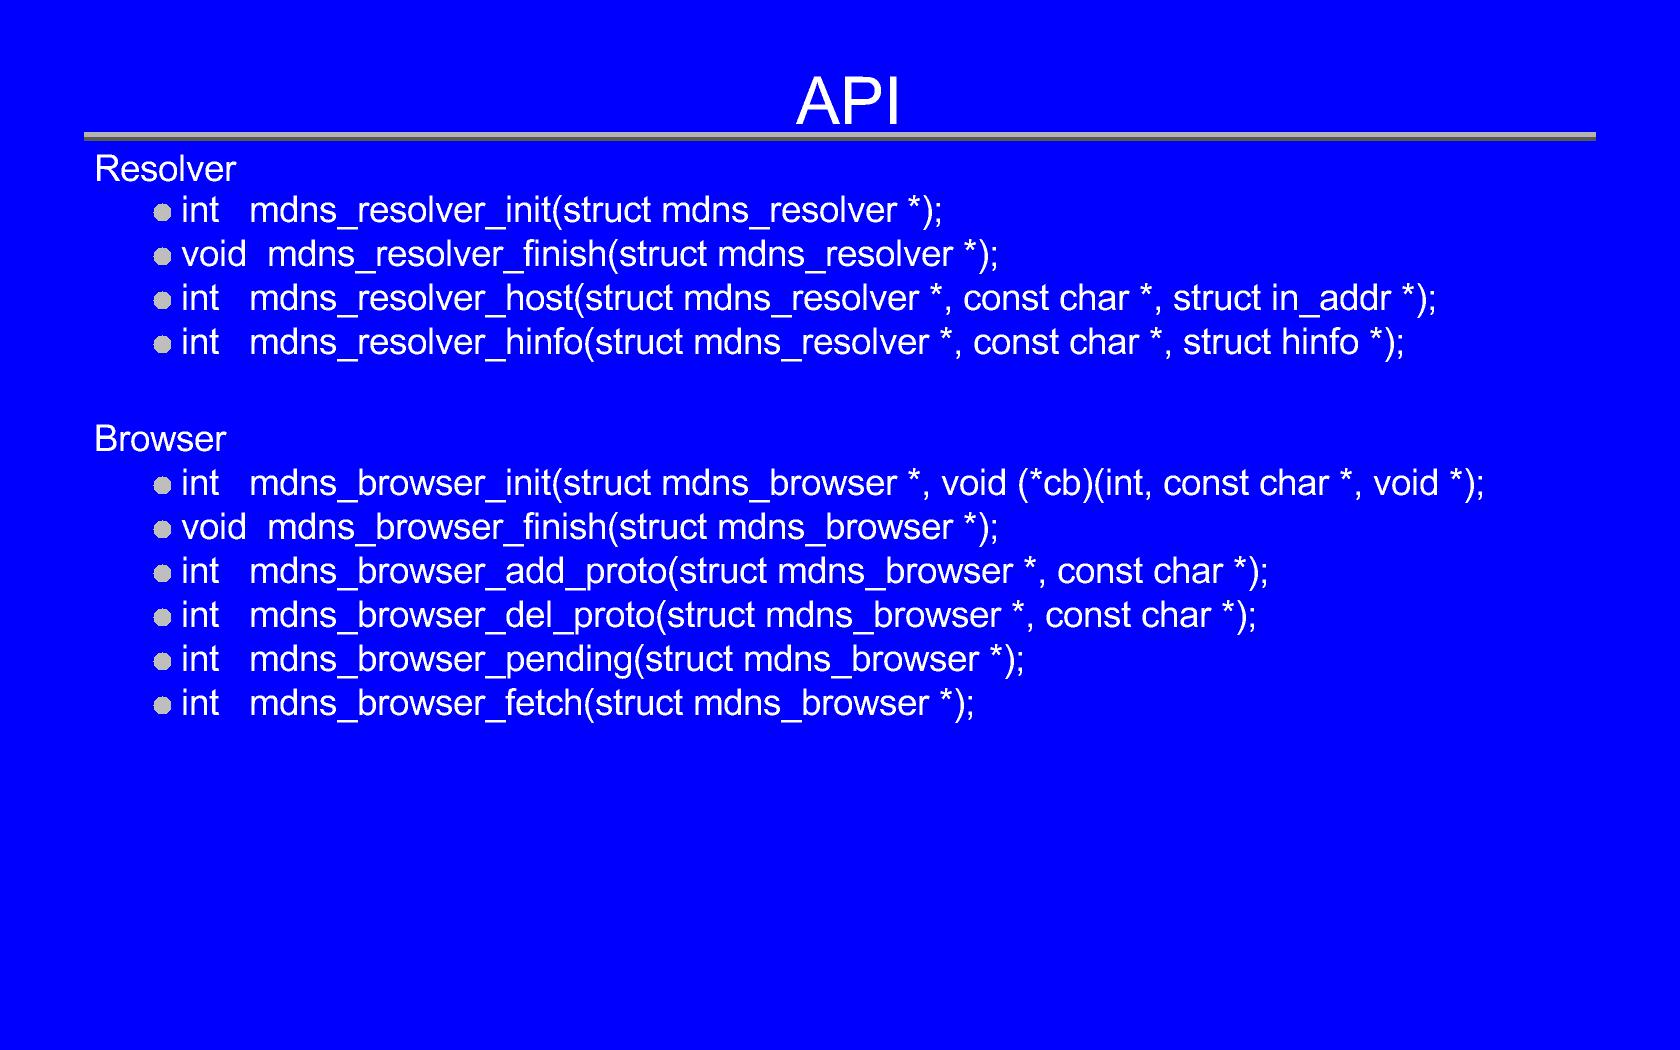 API
Resolver
int mdns_resolver_init(struct mdns_resolver *);
void mdns_resolver_finish(struct mdns_resolver *);
int mdns_resolver_host(struct mdns_resolver *, const char *, struct in_addr *);
int mdns_resolver_hinfo(struct mdns_resolver *, const char *, struct hinfo *);
Browser
int mdns_browser_init(struct mdns_browser *, void (*cb)(int, const char *, void *);
void mdns_browser_finish(struct mdns_browser *);
int mdns_browser_add_proto(struct mdns_browser *, const char *);
int mdns_browser_del_proto(struct mdns_browser *, const char *);
int mdns_browser_pending(struct mdns_browser *);
int mdns_browser_fetch(struct mdns_browser *);